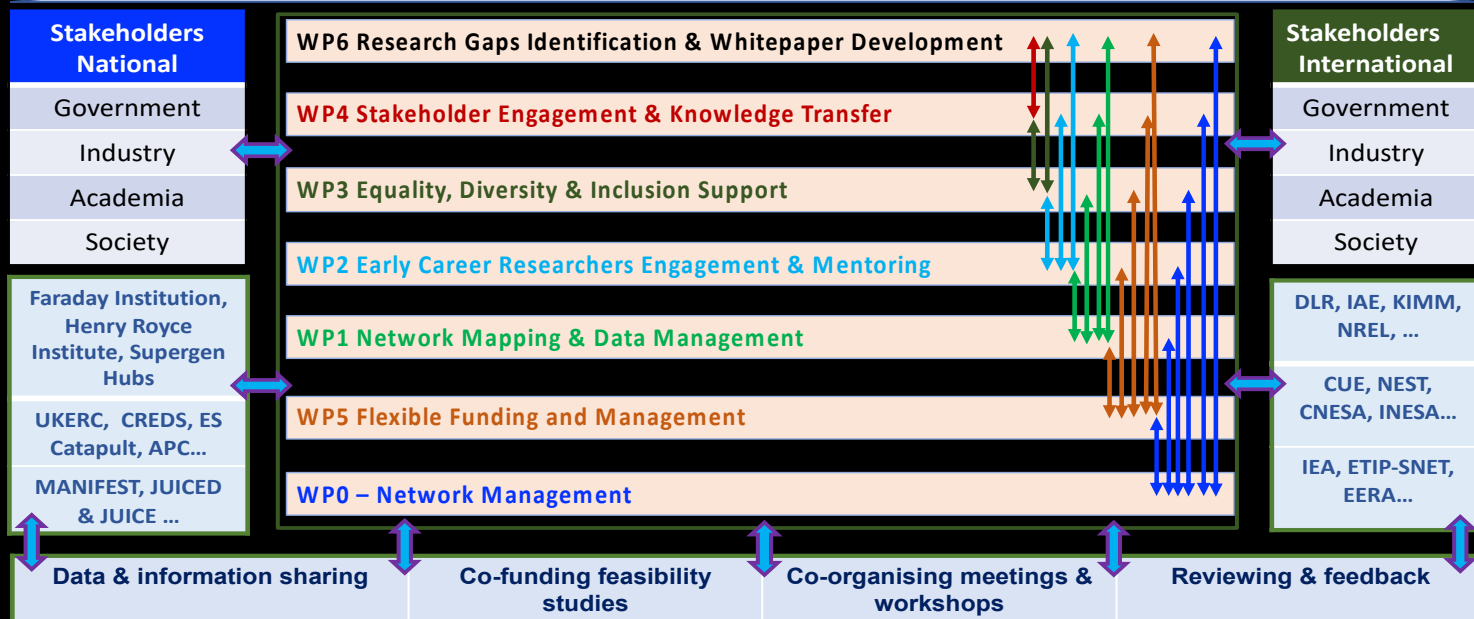 Stakeholders
National
Government
Industry
Academia
Society
Faraday Institution,
Henry Royce
Institute, Supergen
Hubs
UKERC, CREDS, ES
Catapult, APC...
MANIFEST, JUICED
& JUICE ...
WP6 Research Gaps Identification & Whitepaper Development
WP4 Stakeholder Engagement & Knowledge Transfer
WP3 Equality, Diversity & Inclusion Support
WP2 Early Career Researchers Engagement & Mentoring
WP1 Network Mapping & Data Management
WP5 Flexible Funding and Management
WP0 – Network Management
Stakeholders
International
Government
Industry
Academia
Society
DLR, IAE, KIMM,
NREL, ...
CUE, NEST,
CNESA, INESA...
IEA, ETIP-SNET,
EERA...
Data & information sharing
Co-funding feasibility
studies
Co-organising meetings &
workshops
Reviewing & feedback